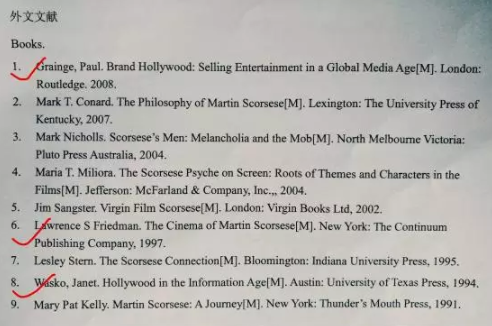 外文文献
Books.
1. Grainge, Paul. Brand Hollywood: Selling Entertainment in a Global Media Age[M]. London:
Routledge. 2008.
2. Mark T. Conard. The Philosophy of Martin Scorsese[M]. Lexington: The University Press of
Kentucky, 2007.
3. Mark Nicholls. Scorsese's Men: Melancholia and the Mob[M]. North Melbourne Victoria:
Pluto Press Australia, 2004.
4. Maria T. Miliora. The Scorsese Psyche on Screen: Roots of Themes and Characters in the
Films[M]. Jefferson: McFarland & Company, Inc.,, 2004.
5. Jim Sangster. Virgin Film Scorsese[M]. London: Virgin Books Ltd, 2002.
6. Lawrence S Friedman. The Cinema of Martin Scorsese[M]. New York: The Continuum
Publishing Company, 1997.
7. Lesley Stern. The Scorsese Connection[M]. Bloomington: Indiana University Press, 1995.
8. Wasko, Janet. Hollywood in the Information Age[M]. Austin: University of Texas Press, 1994.
9. Mary Pat Kelly. Martin Scorsese: A Journey[M]. New York: Thunder's Mouth Press, 1991.